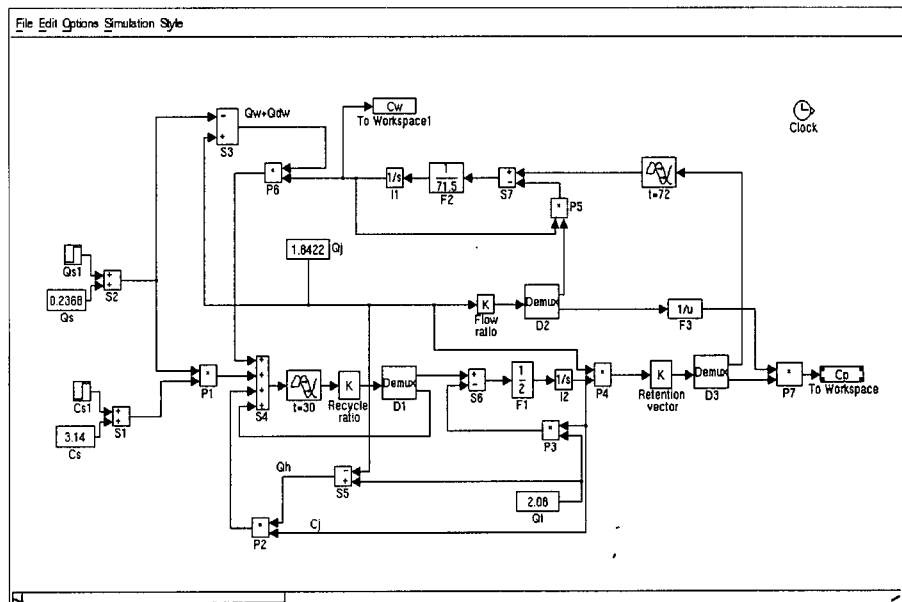 File Edit Options Simulation Style
Cw
To Workspace1
Clock
Qw+Qdw
S3
P6
1/s
I1
1
71.5
F2
S7
P5
t=72
Qs1
0.2368
Qs
S2
1.8422
Qj
K
Flow
ratio
Demux
D2
1/u
F3
Cs1
3.14
Cs
S1
P1
S4
t=30
K
Recycle
ratio
Demux
D1
S6
1
2
F1
1/s
I2
P4
K
Retention
vector
Demux
D3
P7
Cp
To Workspace
P3
Qh
S5
2.08
Qi
P2
Cj